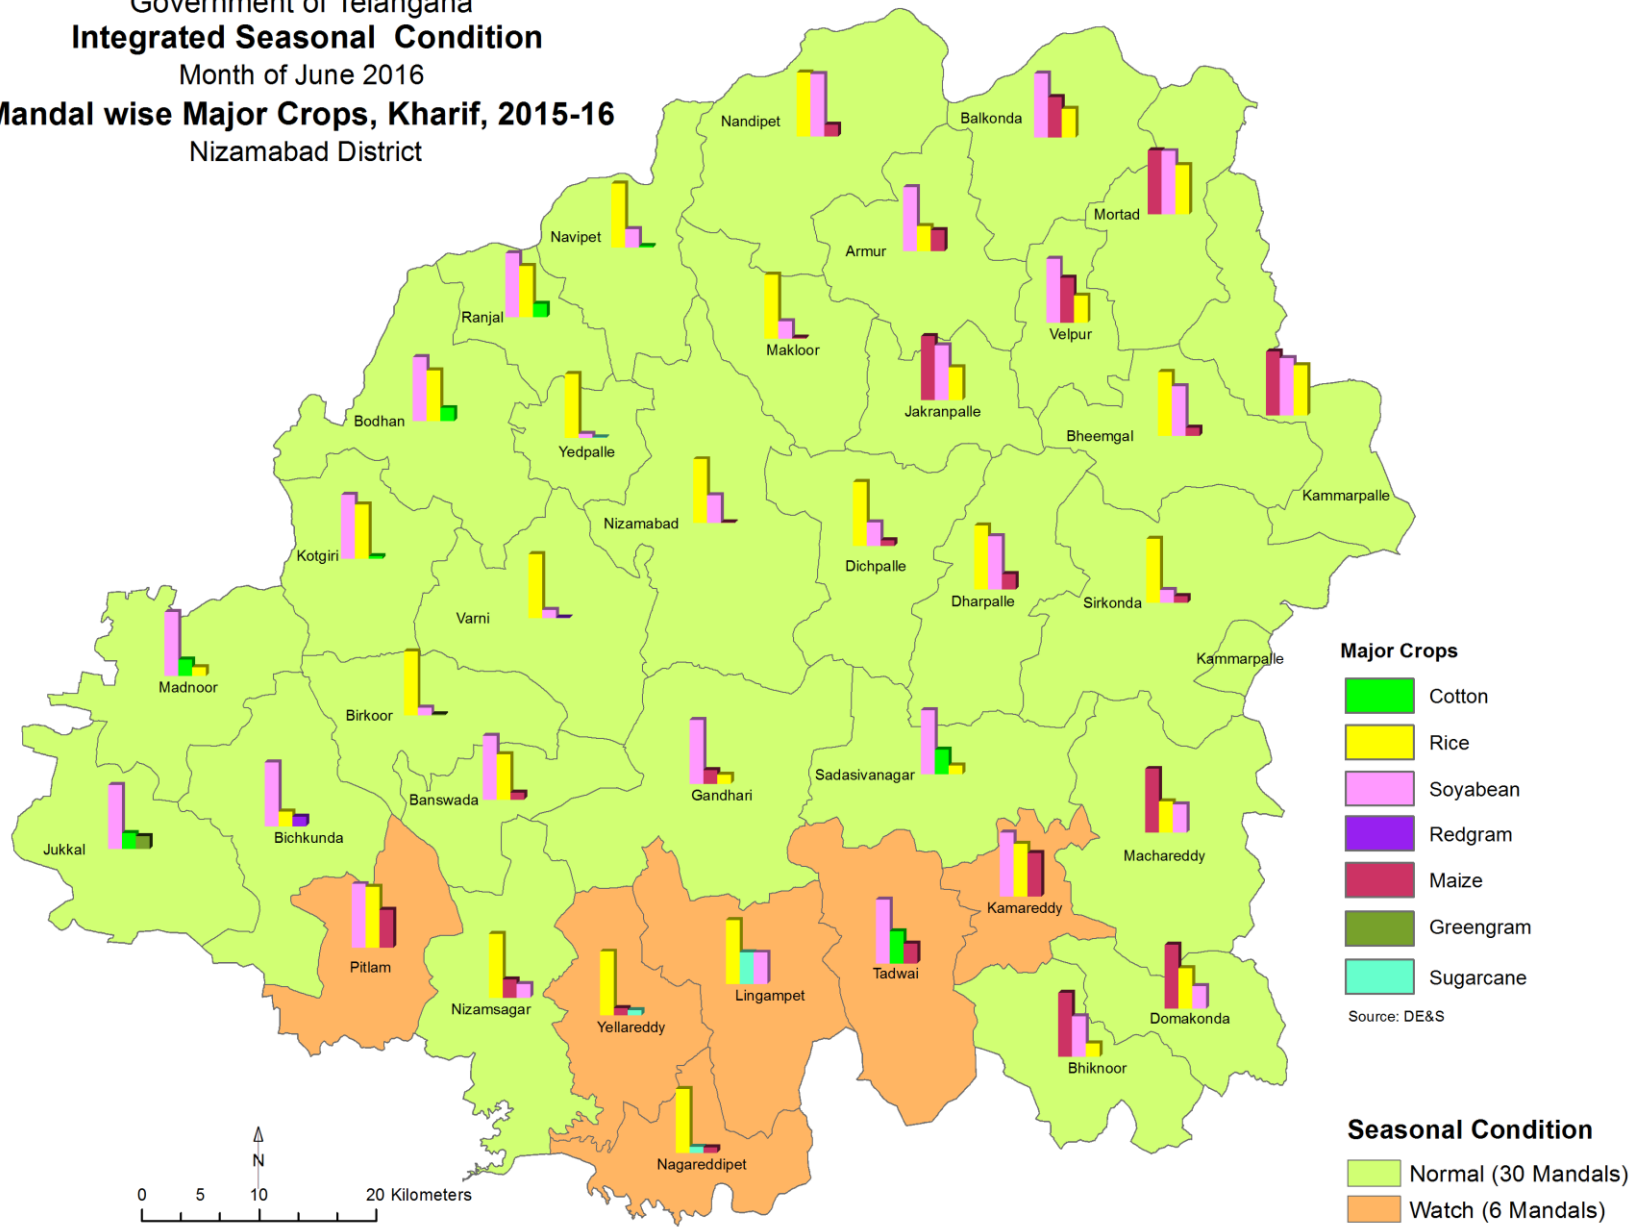 Government of Telangana
Integrated Seasonal Condition
Month of June 2016
Mandal wise Major Crops, Kharif, 2015-16
Nizamabad District
Nandipet
Balkonda
Mortad
Navipet
Armur
Ranjal
Velpur
Makloor
Jakranpalle
Bodhan
Bheemgal
Yedpalle
Kammarpalle
Nizamabad
Kotgiri
Dichpalle
Dharpalle
Sirkonda
Varni
Kammarpalle
Madnoor
Birkoor
Sadasivanagar
Gandhari
Banswada
Bichkunda
Jukkal
Machareddy
Kamareddy
Pitlam
Tadwai
Lingampet
Nizamsagar
Domakonda
Yellareddy
Bhiknoor
Nagareddipet
Major Crops
Cotton
Rice
Soyabean
Redgram
Maize
Greengram
Sugarcane
Source: DE&S
Seasonal Condition
Normal (30 Mandals)
Watch (6 Mandals)
N
0 5 10 20 Kilometers